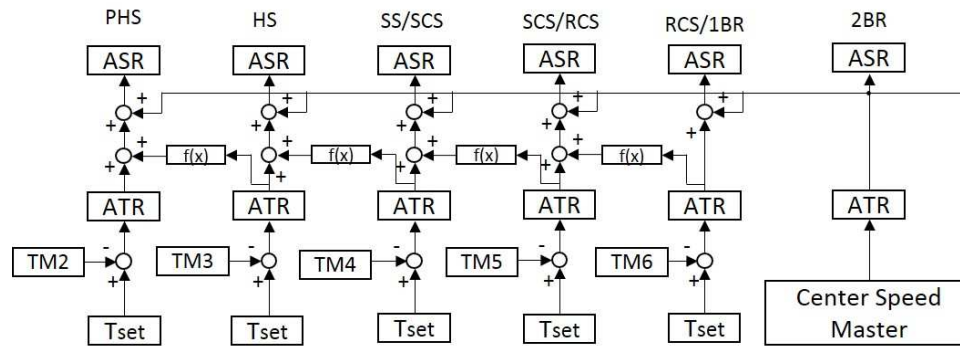 PHS HS SS/SCS SCS/RCS RCS/1BR 2BR
ASR ASR ASR ASR ASR ASR
+ + + + +
+ + + + +
+ + + +
f(x) f(x) f(x) f(x)
+ + + +
ATR ATR ATR ATR ATR ATR
- - - - -
TM2 TM3 TM4 TM5 TM6
+ + + + +
Center Speed
Master
Tset Tset Tset Tset Tset